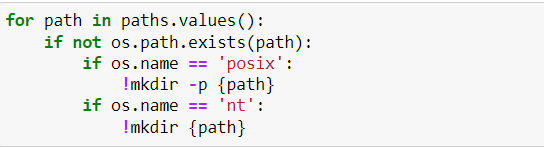 for path in paths.values():
    if not os.path.exists(path):
        if os.name == 'posix':
            !mkdir -p {path}
        if os.name == 'nt':
            !mkdir {path}